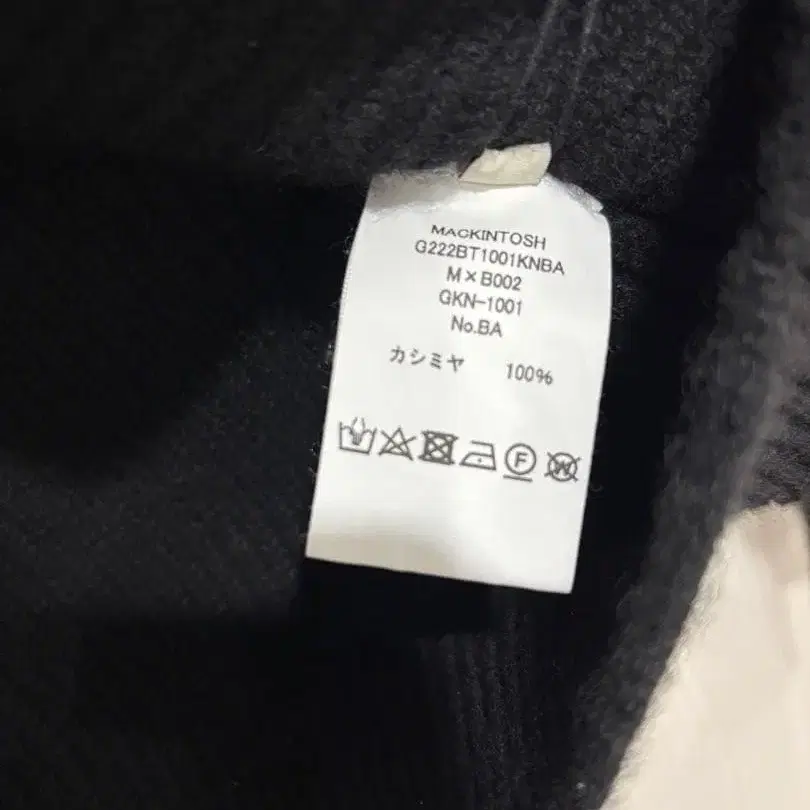 MACKINTOSH
G222BT1001KNBA
M×B002
GKN-1001
No.BA
カシミヤ 100%
F W